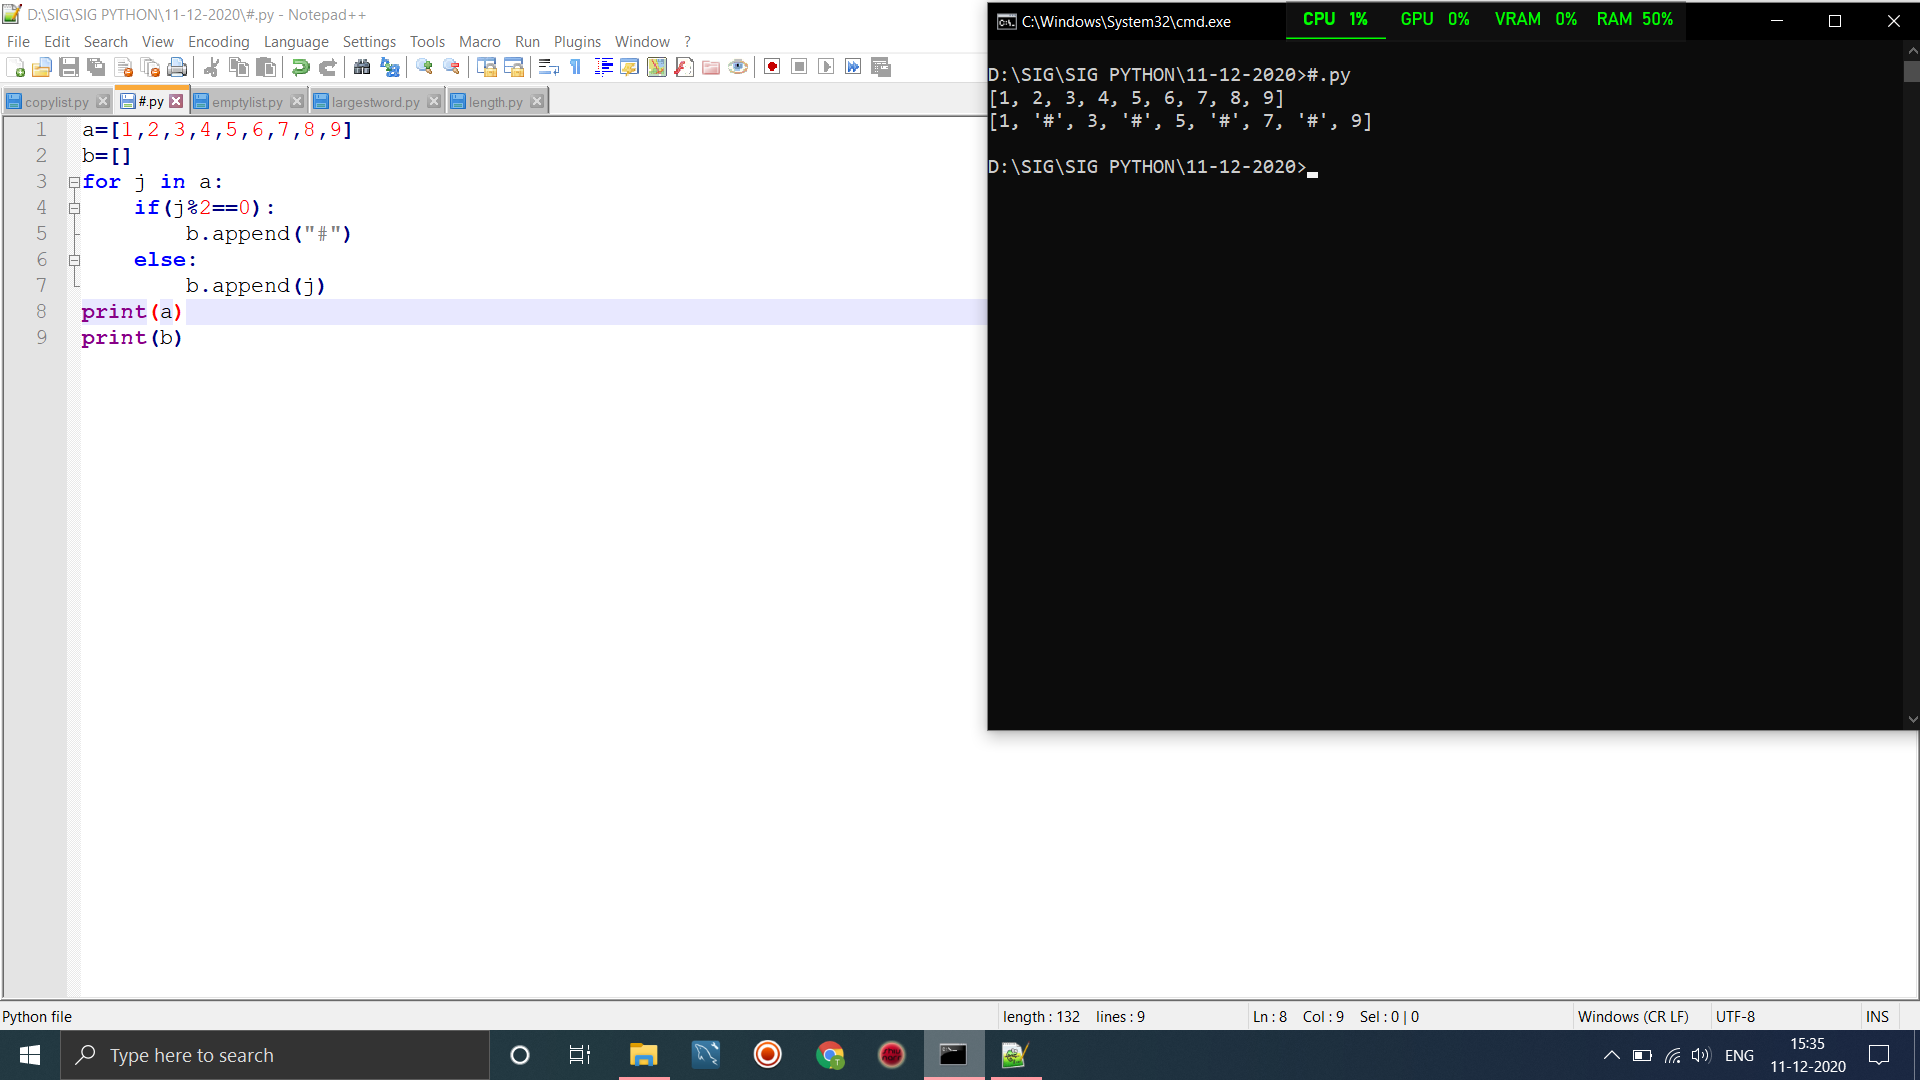 D:\SIG\SIG PYTHON\11-12-2020\#.py - Notepad++
File Edit Search View Encoding Language Settings Tools Macro Run Plugins Window ?
copylist.py #.py emptylist.py largestword.py length.py
1 a=[1,2,3,4,5,6,7,8,9]
2 b=[]
3 for j in a:
4     if(j%2==0):
5         b.append("#")
6     else:
7         b.append(j)
8 print(a)
9 print(b)
C:\Windows\System32\cmd.exe
CPU 1% GPU 0% VRAM 0% RAM 50%
D:\SIG\SIG PYTHON\11-12-2020>#.py
[1, 2, 3, 4, 5, 6, 7, 8, 9]
[1, '#', 3, '#', 5, '#', 7, '#', 9]
D:\SIG\SIG PYTHON\11-12-2020>
Python file length : 132 lines : 9 Ln : 8 Col : 9 Sel : 0 | 0 Windows (CR LF) UTF-8 INS
Type here to search
ENG
15:35
11-12-2020